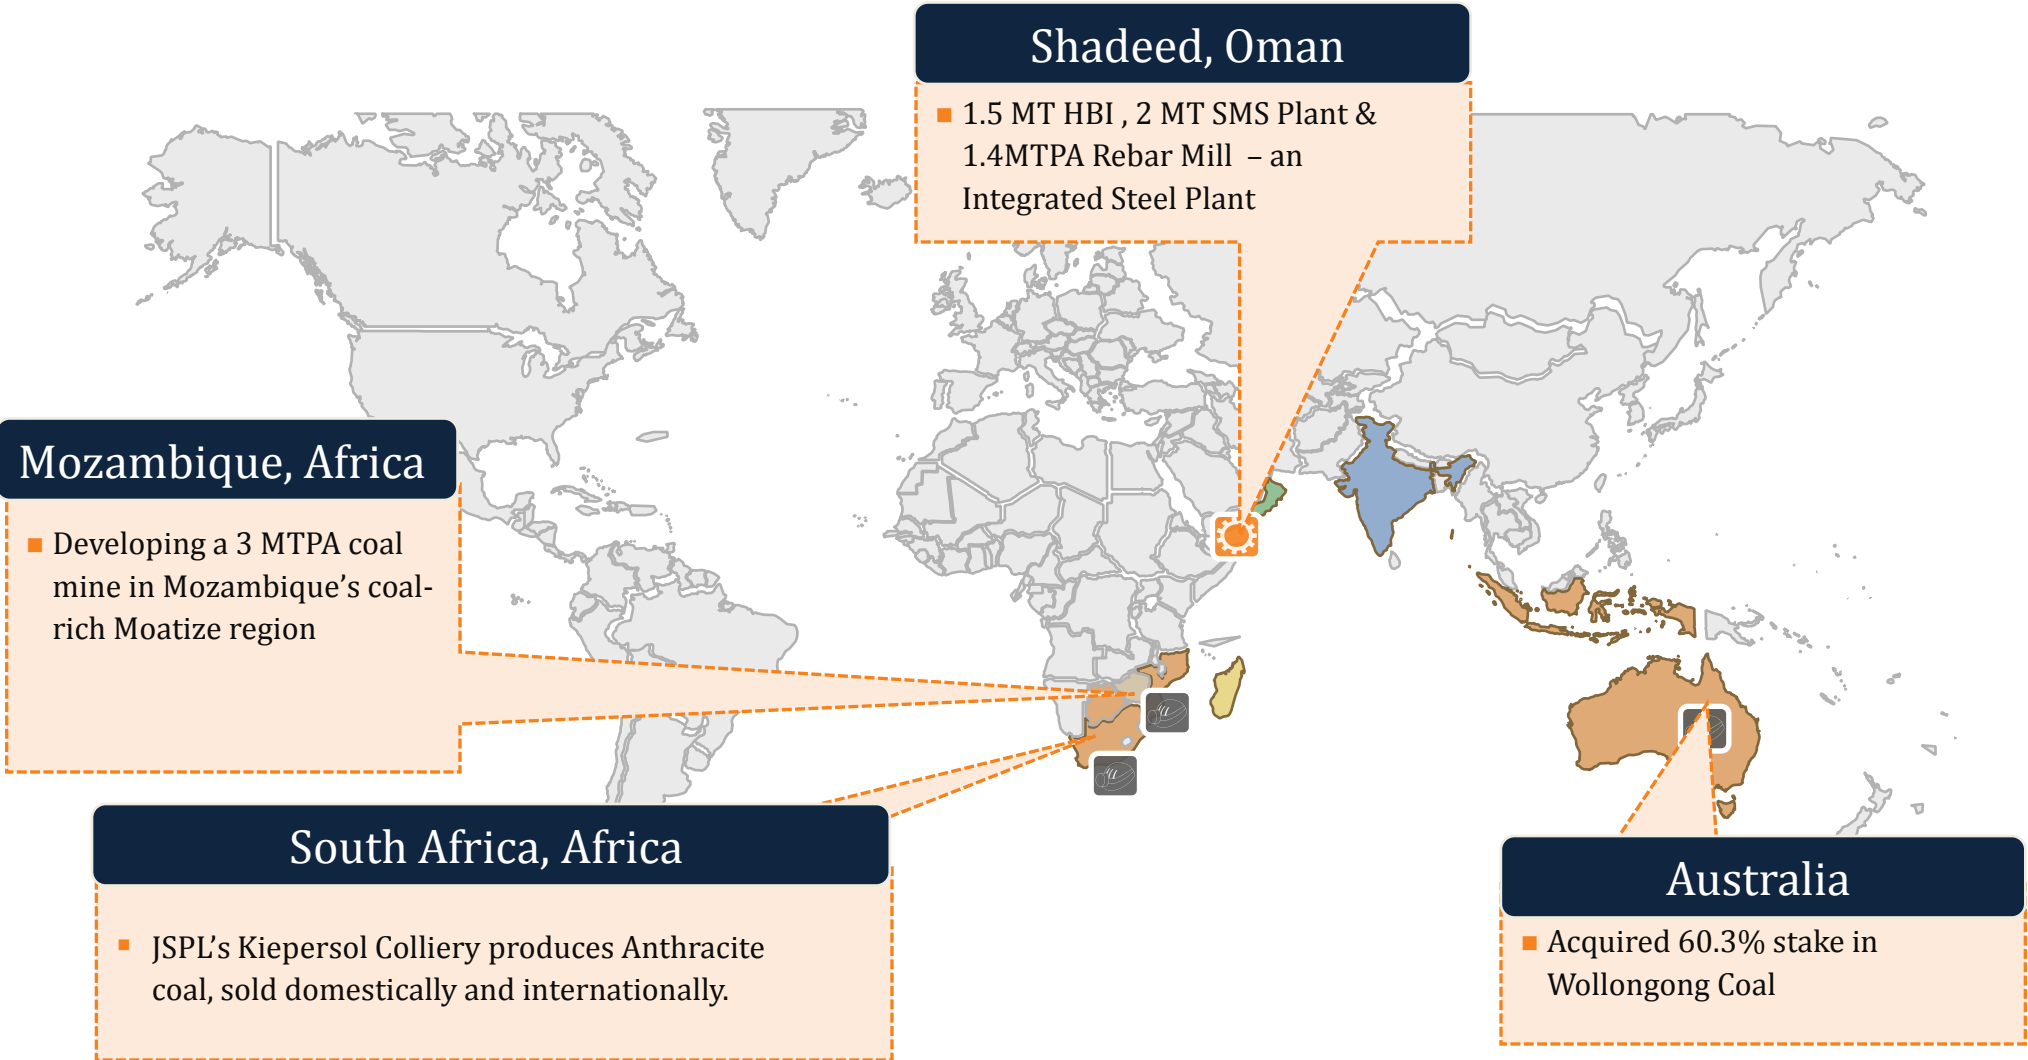 Shadeed, Oman
1.5 MT HBI , 2 MT SMS Plant &
1.4MTPA Rebar Mill – an
Integrated Steel Plant
Mozambique, Africa
Developing a 3 MTPA coal
mine in Mozambique’s coal-
rich Moatize region
South Africa, Africa
JSPL’s Kiepersol Colliery produces Anthracite
coal, sold domestically and internationally.
Australia
Acquired 60.3% stake in
Wollongong Coal